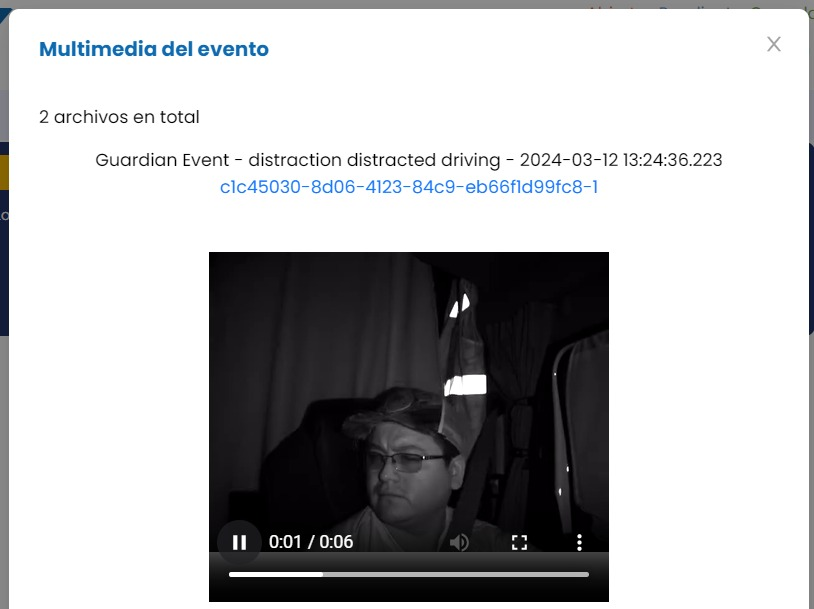 Multimedia del evento
2 archivos en total
Guardian Event - distraction distracted driving - 2024-03-12 13:24:36.223
c1c45030-8d06-4123-84c9-eb66f1d99fc8-1
0:01 / 0:06